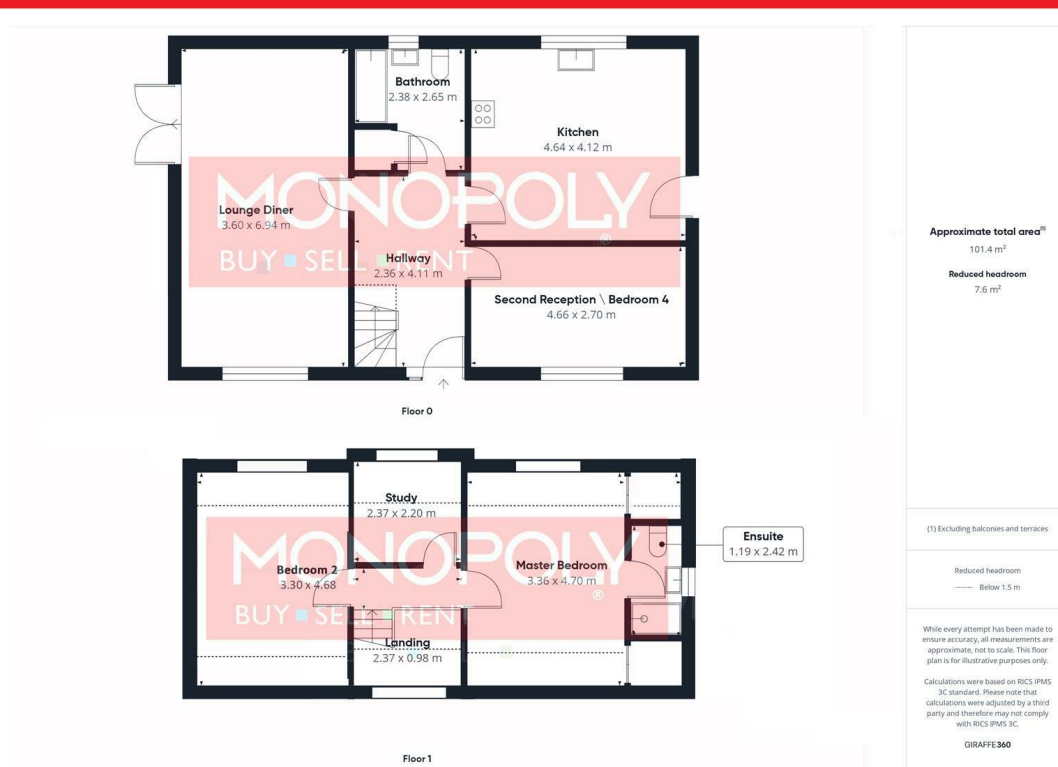 Bathroom
2.38 x 2.65 m
Kitchen
4.64 x 4.12 m
MONOPOLY®
BUY SELL RENT
Lounge Diner
3.60 x 6.94 m
Hallway
2.36 x 4.11 m
Second Reception \ Bedroom 4
4.66 x 2.70 m
Floor 0
Study
2.37 x 2.20 m
MONOPOLY®
BUY SELL RENT
Ensuite
1.19 x 2.42 m
Bedroom 2
3.30 x 4.68
Master Bedroom
3.36 x 4.70 m
Landing
2.37 x 0.98 m
Floor 1
Approximate total area(1)
101.4 m²
Reduced headroom
7.6 m²
(1) Excluding balconies and terraces
Reduced headroom
Below 1.5 m
While every attempt has been made to
ensure accuracy, all measurements are
approximate, not to scale. This floor
plan is for illustrative purposes only.
Calculations were based on RICS IPMS
3C standard. Please note that
calculations were adjusted by a third
party and therefore may not comply
with RICS IPMS 3C.
GIRAFFE360